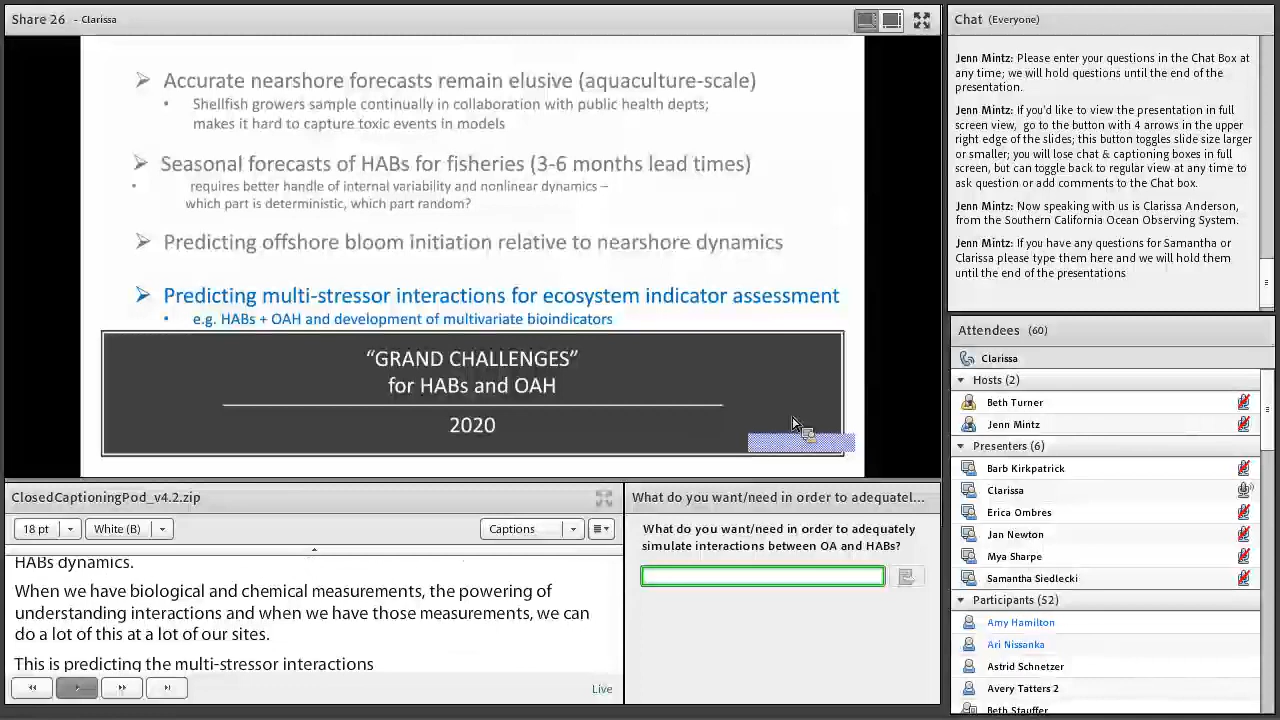 Share 26 - Clarissa
Accurate nearshore forecasts remain elusive (aquaculture-scale)
• Shellfish growers sample continually in collaboration with public health depts;
makes it hard to capture toxic events in models
Seasonal forecasts of HABs for fisheries (3-6 months lead times)
• requires better handle of internal variability and nonlinear dynamics –
which part is deterministic, which part random?
Predicting offshore bloom initiation relative to nearshore dynamics
Predicting multi-stressor interactions for ecosystem indicator assessment
• e.g. HABs + OAH and development of multivariate bioindicators
“GRAND CHALLENGES”
for HABs and OAH
2020
ClosedCaptioningPod_v4.2.zip
18 pt White (B) Captions
HABs dynamics.
When we have biological and chemical measurements, the powering of
understanding interactions and when we have those measurements, we can
do a lot of this at a lot of our sites.
This is predicting the multi-stressor interactions
Live
What do you want/need in order to adequatel...
What do you want/need in order to adequately
simulate interactions between OA and HABs?
Chat (Everyone)
Jenn Mintz: Please enter your questions in the Chat Box at
any time; we will hold questions until the end of the
presentation.
Jenn Mintz: If you'd like to view the presentation in full
screen view, go to the button with 4 arrows in the upper
right edge of the slides; this button toggles slide size larger
or smaller; you will lose chat & captioning boxes in full
screen, but can toggle back to regular view at any time to
ask question or add comments to the Chat box.
Jenn Mintz: Now speaking with us is Clarissa Anderson,
from the Southern California Ocean Observing System.
Jenn Mintz: If you have any questions for Samantha or
Clarissa please type them here and we will hold them
until the end of the presentations
Attendees (60)
Clarissa
Hosts (2)
Beth Turner
Jenn Mintz
Presenters (6)
Barb Kirkpatrick
Clarissa
Erica Ombres
Jan Newton
Mya Sharpe
Samantha Siedlecki
Participants (52)
Amy Hamilton
Ari Nissanka
Astrid Schnetzer
Avery Tatters 2
Beth Stauffer